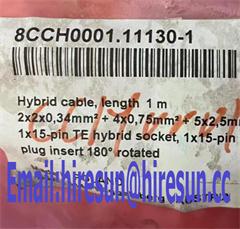 8CCH0001.11130-1
Hybrid cable, length 1 m
2x2x0,34mm² + 4x0,75mm² + 5x2,5m
1x15-pin TE hybrid socket, 1x15-pin
plug insert 180° rotated
Email:hiresun@hiresun.cc